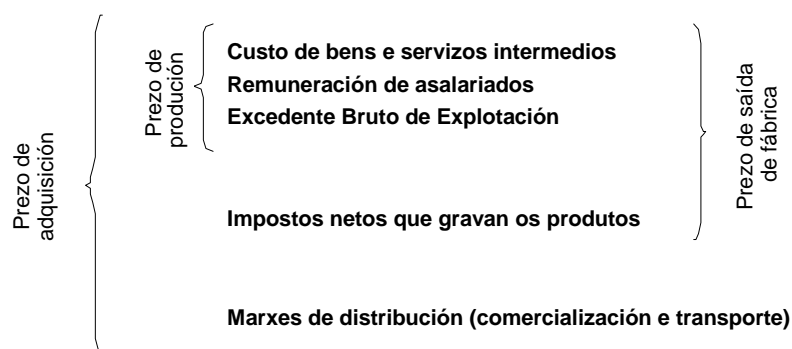 Prezo de
adquisición
Prezo de
produción
Custo de bens e servizos intermedios
Remuneración de asalariados
Excedente Bruto de Explotación
Impostos netos que gravan os produtos
Marxes de distribución (comercialización e transporte)
Prezo de saída
de fábrica